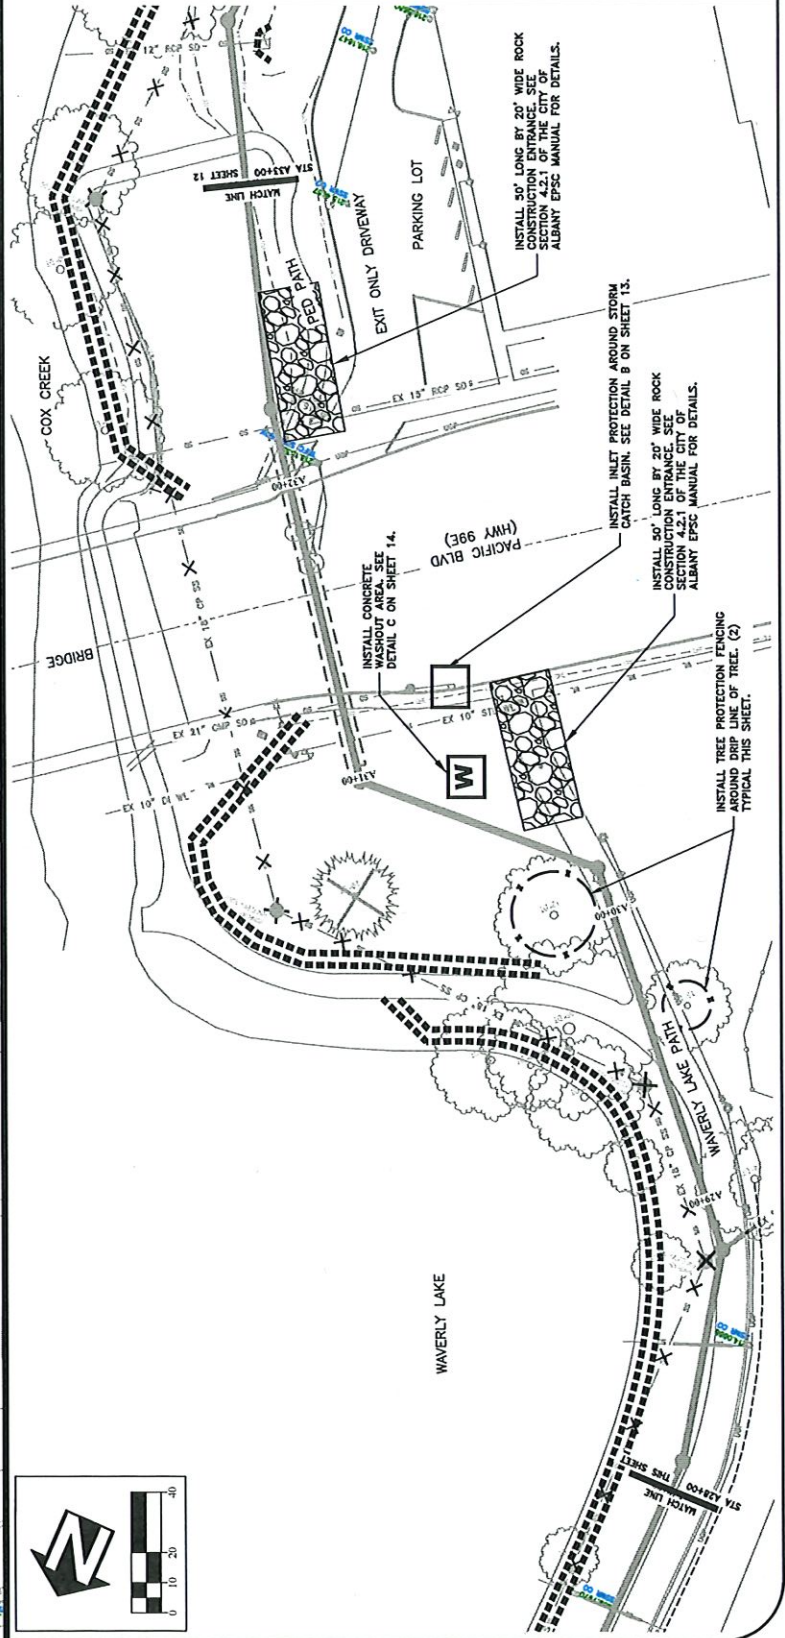 12" RCP SD
COX CREEK
MATCH LINE
SHEET 12
STA A33+00
PED PATH
EXIT ONLY DRIVEWAY
PARKING LOT
INSTALL 50' LONG BY 20' WIDE ROCK
CONSTRUCTION ENTRANCE. SEE
SECTION 4.2.1 OF THE CITY OF
ALBANY EPSC MANUAL FOR DETAILS.
EX 15" RCP SD
A32+00
BRIDGE
EX 18" CP SS
PACIFIC BLVD
(HWY 99E)
INSTALL CONCRETE
WASHOUT AREA. SEE
DETAIL C ON SHEET 14.
INSTALL INLET PROTECTION AROUND STORM
CATCH BASIN. SEE DETAIL B ON SHEET 13.
INSTALL 50' LONG BY 20' WIDE ROCK
CONSTRUCTION ENTRANCE. SEE
SECTION 4.2.1 OF THE CITY OF
ALBANY EPSC MANUAL FOR DETAILS.
EX 21" CMP SD
EX 10" DI WL
EX 10" STL WL
A31+00
W
INSTALL TREE PROTECTION FENCING
AROUND DRIP LINE OF TREE. (2)
TYPICAL THIS SHEET.
A30+00
EX 18" CP SS
WAVERLY LAKE PATH
EX 18" CP SS
A29+00
WAVERLY LAKE
MATCH LINE
THIS SHEET
STA A28+00
N
0 10 20 40